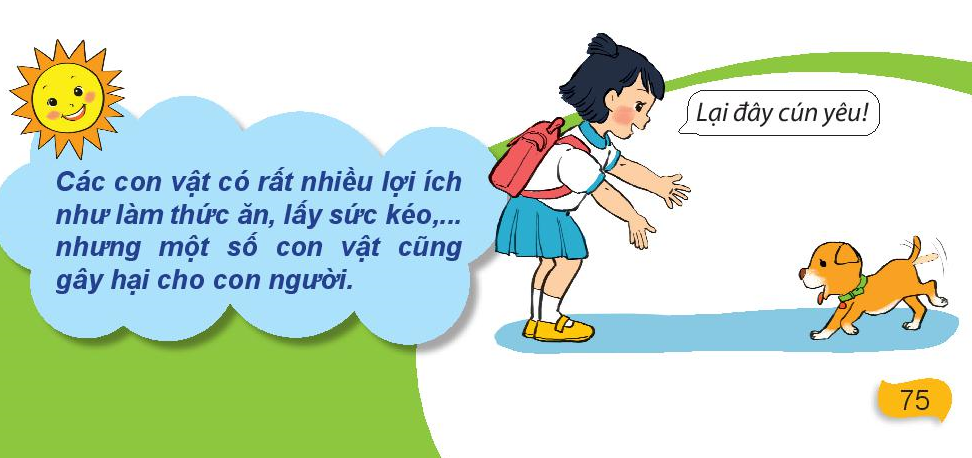 Lại đây cún yêu!
Các con vật có rất nhiều lợi ích
như làm thức ăn, lấy sức kéo,...
nhưng một số con vật cũng
gây hại cho con người.
75